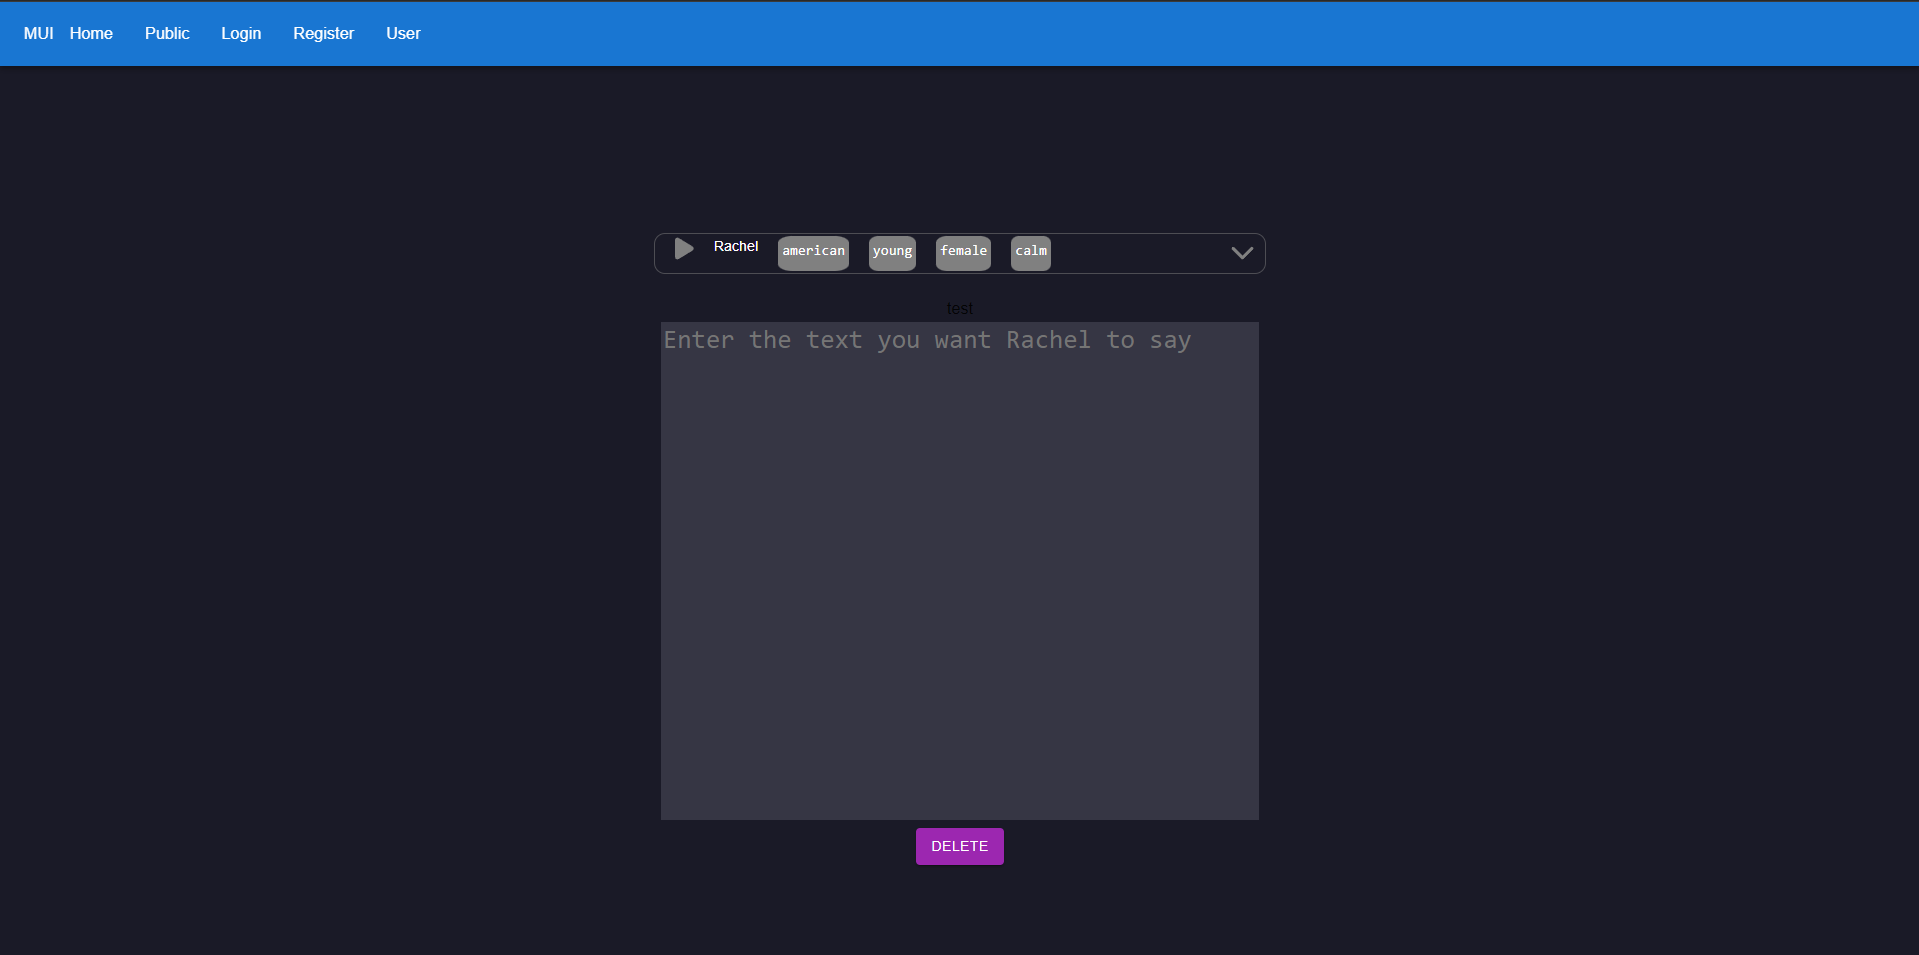 MUI Home Public Login Register User
Rachel american young female calm
test
Enter the text you want Rachel to say
DELETE